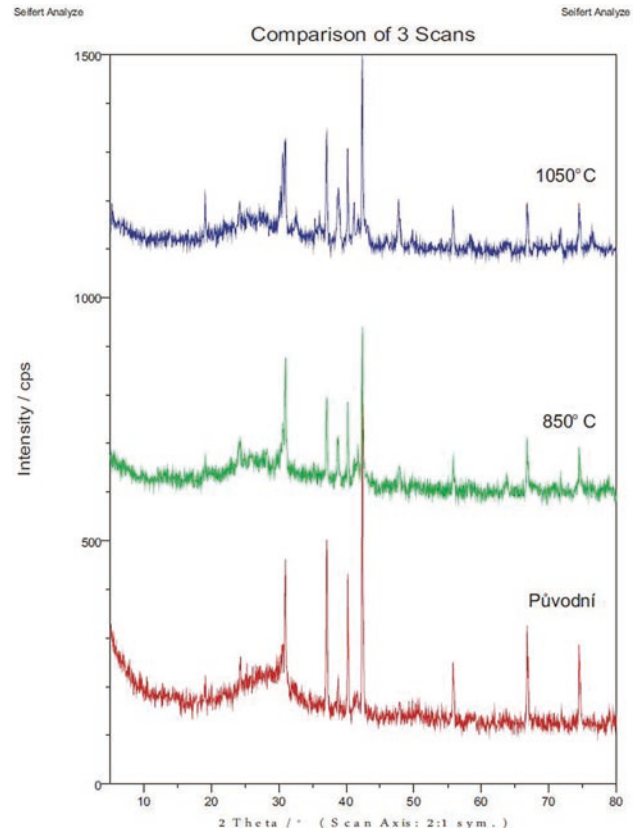 Seifert Analyze Seifert Analyze
Comparison of 3 Scans
1500
1050°C
1000
Intensity / cps
850° C
500
Původní
0
10 20 30 40 50 60 70 80
2 Theta /° (Scan Axis: 2:1 sym.)